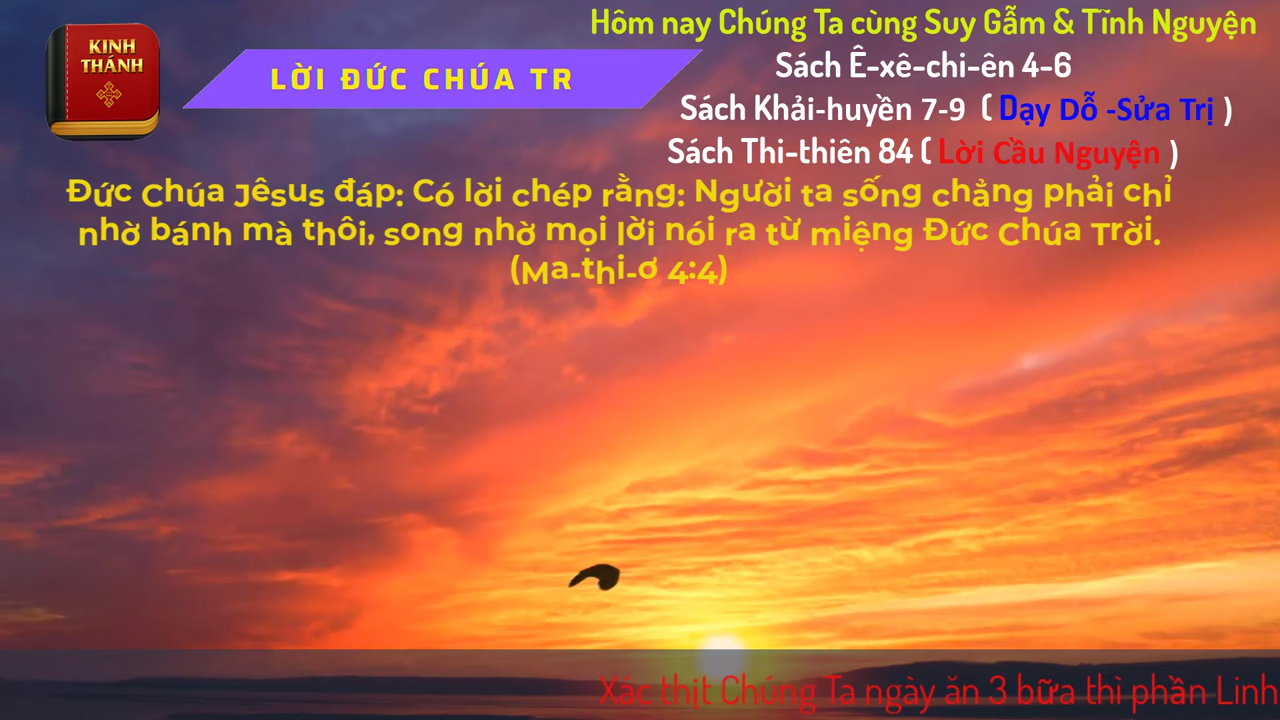 KINH
THÁNH
LỜI ĐỨC CHÚA TR
Hôm nay Chúng Ta cùng Suy Gẫm & Tĩnh Nguyện
Sách Ê-xê-chi-ên 4-6
Sách Khải-huyền 7-9 ( Dạy Dỗ -Sửa Trị )
Sách Thi-thiên 84 ( Lời Cầu Nguyện )
Đức Chúa Jêsus đáp: Có lời chép rằng: Người ta sống chẳng phải chỉ
nhờ bánh mà thôi, song nhờ mọi lời nói ra từ miệng Đức Chúa Trời.
(Ma-thi-ơ 4:4)
Xác thịt Chúng Ta ngày ăn 3 bữa thì phần Linh